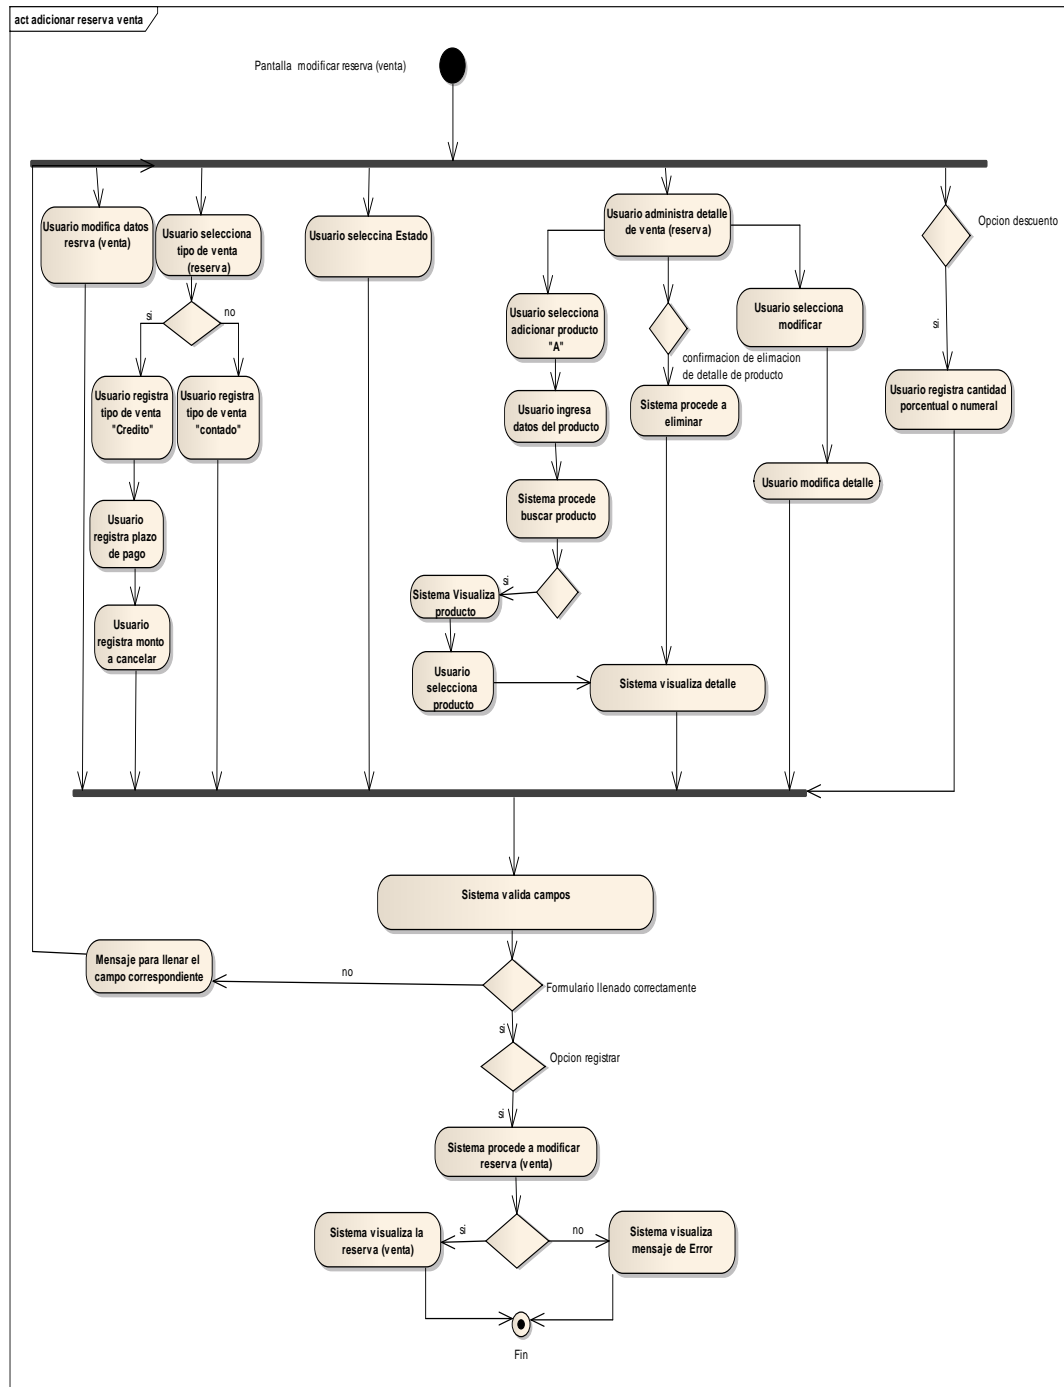 act adicionar reserva venta
Pantalla modificar reserva (venta)
Usuario modifica datos
resrva (venta)
Usuario selecciona
tipo de venta
(reserva)
Usuario seleccina Estado
Usuario administra detalle
de venta (reserva)
Opcion descuento
si
no
Usuario selecciona
adicionar producto
"A"
Usuario selecciona
modificar
si
confirmacion de elimacion
de detalle de producto
Usuario registra
tipo de venta
"Credito"
Usuario registra
tipo de venta
"contado"
Usuario ingresa
datos del producto
Sistema procede a
eliminar
Usuario registra cantidad
porcentual o numeral
Usuario modifica detalle
Usuario
registra plazo
de pago
Sistema procede
buscar producto
si
Sistema Visualiza
producto
Usuario
registra monto
a cancelar
Usuario
selecciona
producto
Sistema visualiza detalle
Sistema valida campos
Mensaje para llenar el
campo correspondiente
no
Formulario llenado correctamente
si
Opcion registrar
si
Sistema procede a modificar
reserva (venta)
Sistema visualiza la
reserva (venta)
si
no
Sistema visualiza
mensaje de Error
Fin